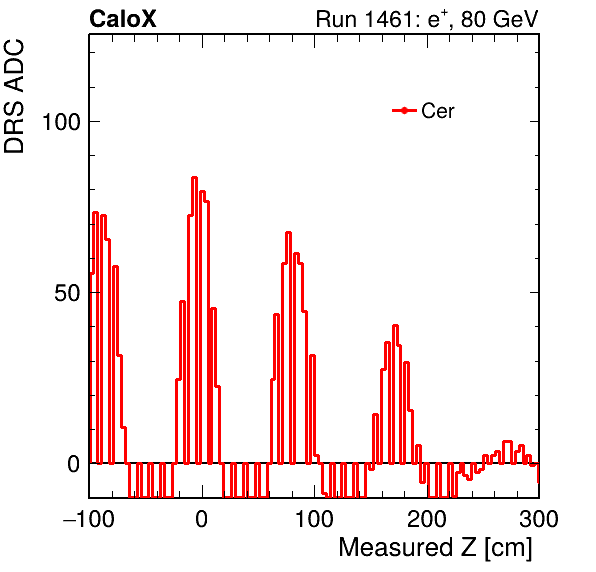 CaloX Run 1461: e⁺, 80 GeV
DRS ADC
Cer
100
50
0
−100 0 100 200 300
Measured Z [cm]